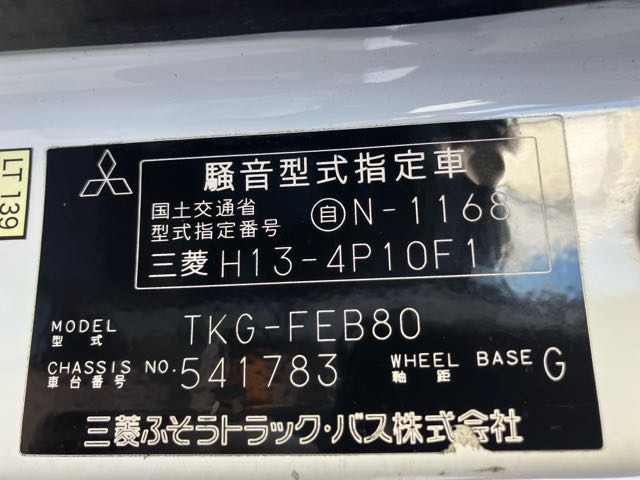 LT 139
騒音型式指定車
国土交通省
型式指定番号 自N-1168
三菱 H13-4P10F1
MODEL
型式 TKG-FEB80
CHASSIS NO.
車台番号 541783 WHEEL BASE
軸距 G
三菱ふそうトラック・バス株式会社